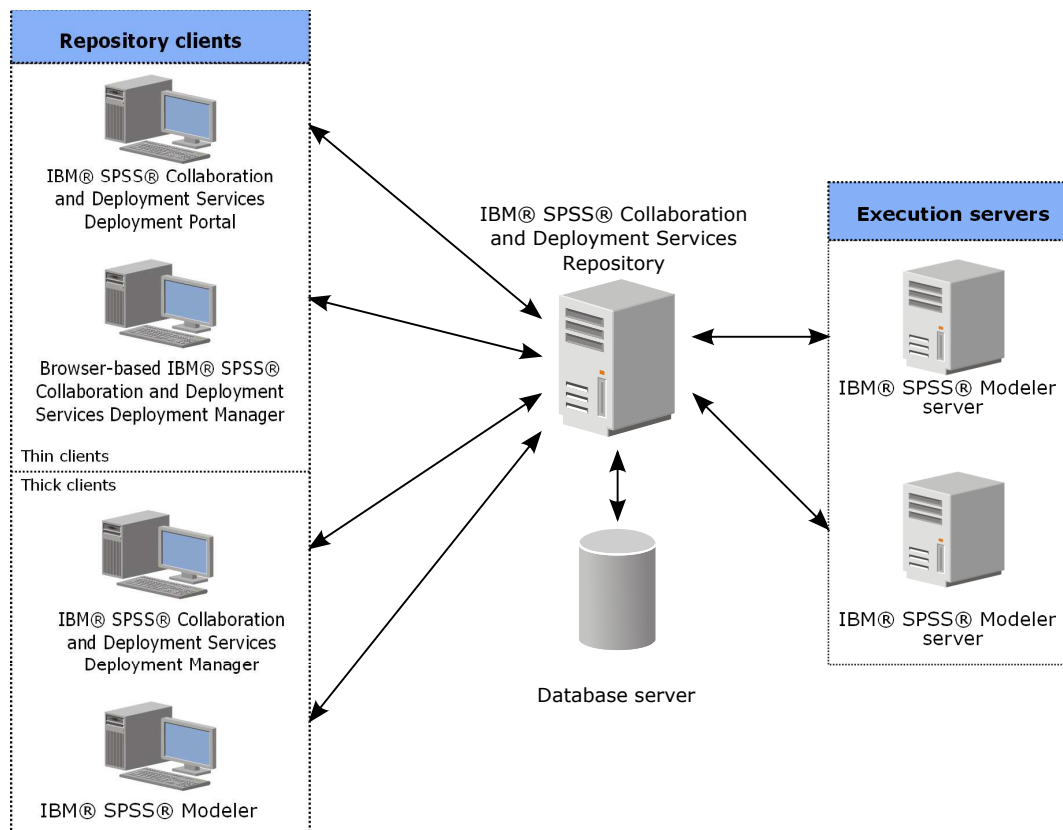 Repository clients
IBM® SPSS® Collaboration
and Deployment Services
Deployment Portal
Browser-based IBM® SPSS®
Collaboration and Deployment
Services Deployment Manager
Thin clients
Thick clients
IBM® SPSS® Collaboration
and Deployment Services
Deployment Manager
IBM® SPSS® Modeler
IBM® SPSS® Collaboration
and Deployment Services
Repository
Database server
Execution servers
IBM® SPSS® Modeler
server
IBM® SPSS® Modeler
server